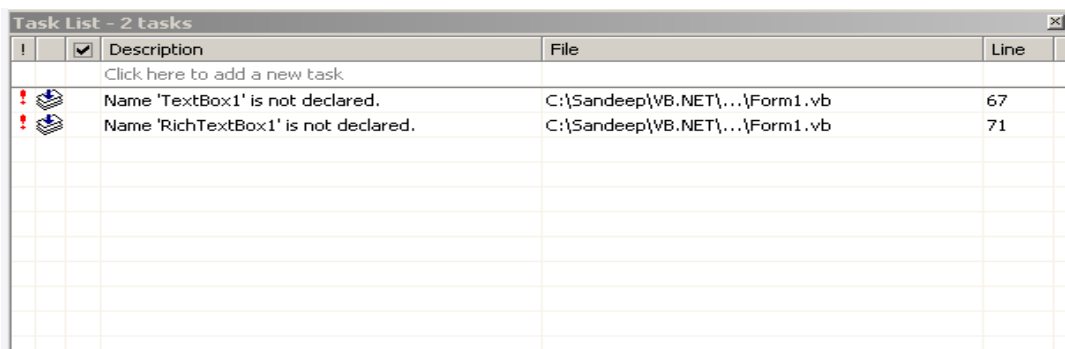 Task List - 2 tasks
! Description File Line
Click here to add a new task
! Name 'TextBox1' is not declared. C:\Sandeep\VB.NET\...\Form1.vb 67
! Name 'RichTextBox1' is not declared. C:\Sandeep\VB.NET\...\Form1.vb 71